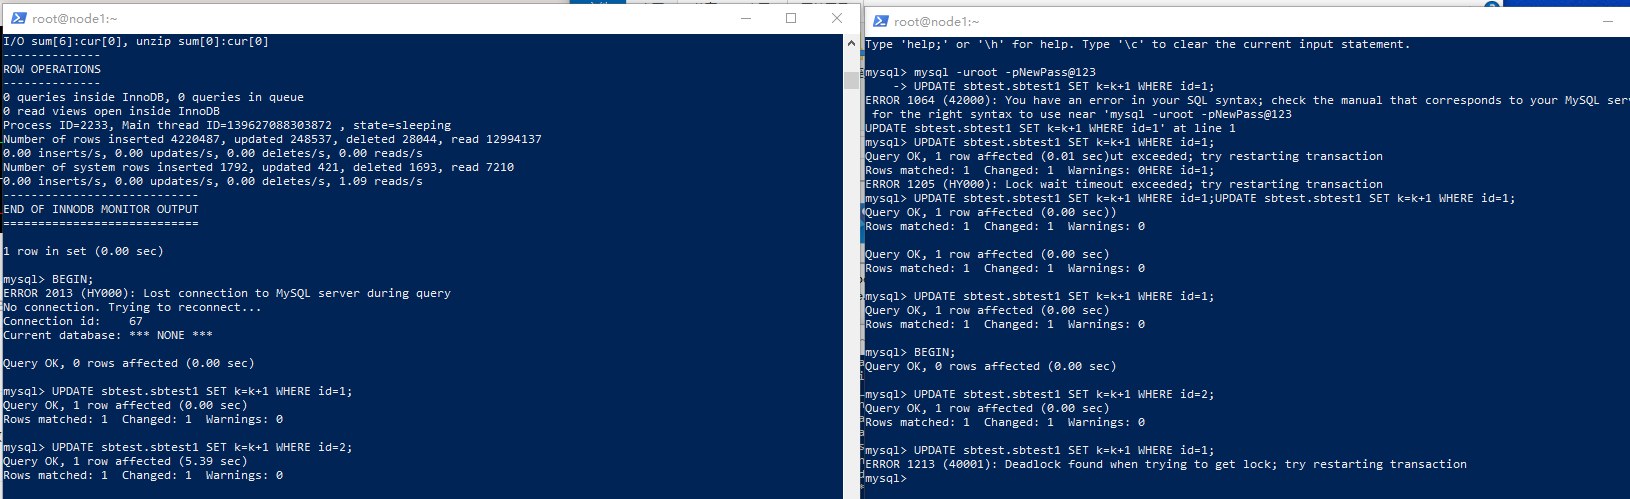 root@node1:~
I/O sum[6]:cur[0], unzip sum[0]:cur[0]
--------------
ROW OPERATIONS
--------------
0 queries inside InnoDB, 0 queries in queue
0 read views open inside InnoDB
Process ID=2233, Main thread ID=139627088303872 , state=sleeping
Number of rows inserted 4220487, updated 248537, deleted 28044, read 12994137
0.00 inserts/s, 0.00 updates/s, 0.00 deletes/s, 0.00 reads/s
Number of system rows inserted 1792, updated 421, deleted 1693, read 7210
0.00 inserts/s, 0.00 updates/s, 0.00 deletes/s, 1.09 reads/s
----------------------------
END OF INNODB MONITOR OUTPUT
============================
1 row in set (0.00 sec)
mysql> BEGIN;
ERROR 2013 (HY000): Lost connection to MySQL server during query
No connection. Trying to reconnect...
Connection id:    67
Current database: *** NONE ***
Query OK, 0 rows affected (0.00 sec)
mysql> UPDATE sbtest.sbtest1 SET k=k+1 WHERE id=1;
Query OK, 1 row affected (0.00 sec)
Rows matched: 1  Changed: 1  Warnings: 0
mysql> UPDATE sbtest.sbtest1 SET k=k+1 WHERE id=2;
Query OK, 1 row affected (5.39 sec)
Rows matched: 1  Changed: 1  Warnings: 0
root@node1:~
Type 'help;' or '\h' for help. Type '\c' to clear the current input statement.
mysql> mysql -uroot -pNewPass@123
    -> UPDATE sbtest.sbtest1 SET k=k+1 WHERE id=1;
ERROR 1064 (42000): You have an error in your SQL syntax; check the manual that corresponds to your MySQL ser
 for the right syntax to use near 'mysql -uroot -pNewPass@123
UPDATE sbtest.sbtest1 SET k=k+1 WHERE id=1' at line 1
mysql> UPDATE sbtest.sbtest1 SET k=k+1 WHERE id=1;
Query OK, 1 row affected (0.01 sec)ut exceeded; try restarting transaction
Rows matched: 1  Changed: 1  Warnings: 0HERE id=1;
ERROR 1205 (HY000): Lock wait timeout exceeded; try restarting transaction
mysql> UPDATE sbtest.sbtest1 SET k=k+1 WHERE id=1;UPDATE sbtest.sbtest1 SET k=k+1 WHERE id=1;
Query OK, 1 row affected (0.00 sec))
Rows matched: 1  Changed: 1  Warnings: 0
Query OK, 1 row affected (0.00 sec)
Rows matched: 1  Changed: 1  Warnings: 0
mysql> UPDATE sbtest.sbtest1 SET k=k+1 WHERE id=1;
Query OK, 1 row affected (0.00 sec)
Rows matched: 1  Changed: 1  Warnings: 0
mysql> BEGIN;
Query OK, 0 rows affected (0.00 sec)
mysql> UPDATE sbtest.sbtest1 SET k=k+1 WHERE id=2;
Query OK, 1 row affected (0.00 sec)
Rows matched: 1  Changed: 1  Warnings: 0
mysql> UPDATE sbtest.sbtest1 SET k=k+1 WHERE id=1;
ERROR 1213 (40001): Deadlock found when trying to get lock; try restarting transaction
mysql>